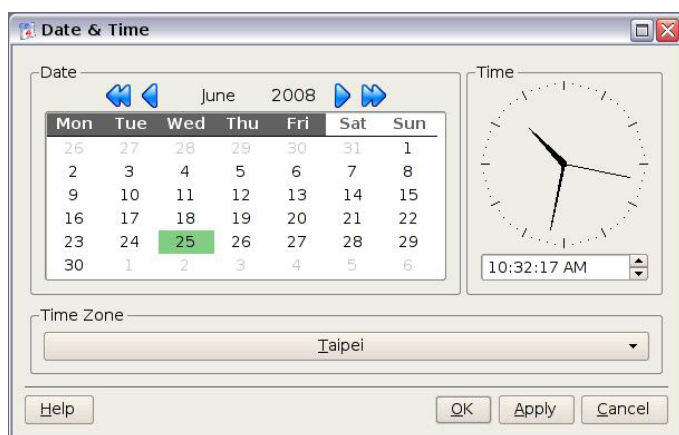 Date & Time
Date
June 2008
Mon Tue Wed Thu Fri Sat Sun
26 27 28 29 30 31 1
2 3 4 5 6 7 8
9 10 11 12 13 14 15
16 17 18 19 20 21 22
23 24 25 26 27 28 29
30 1 2 3 4 5 6
Time
10:32:17 AM
Time Zone
Taipei
Help
OK
Apply
Cancel